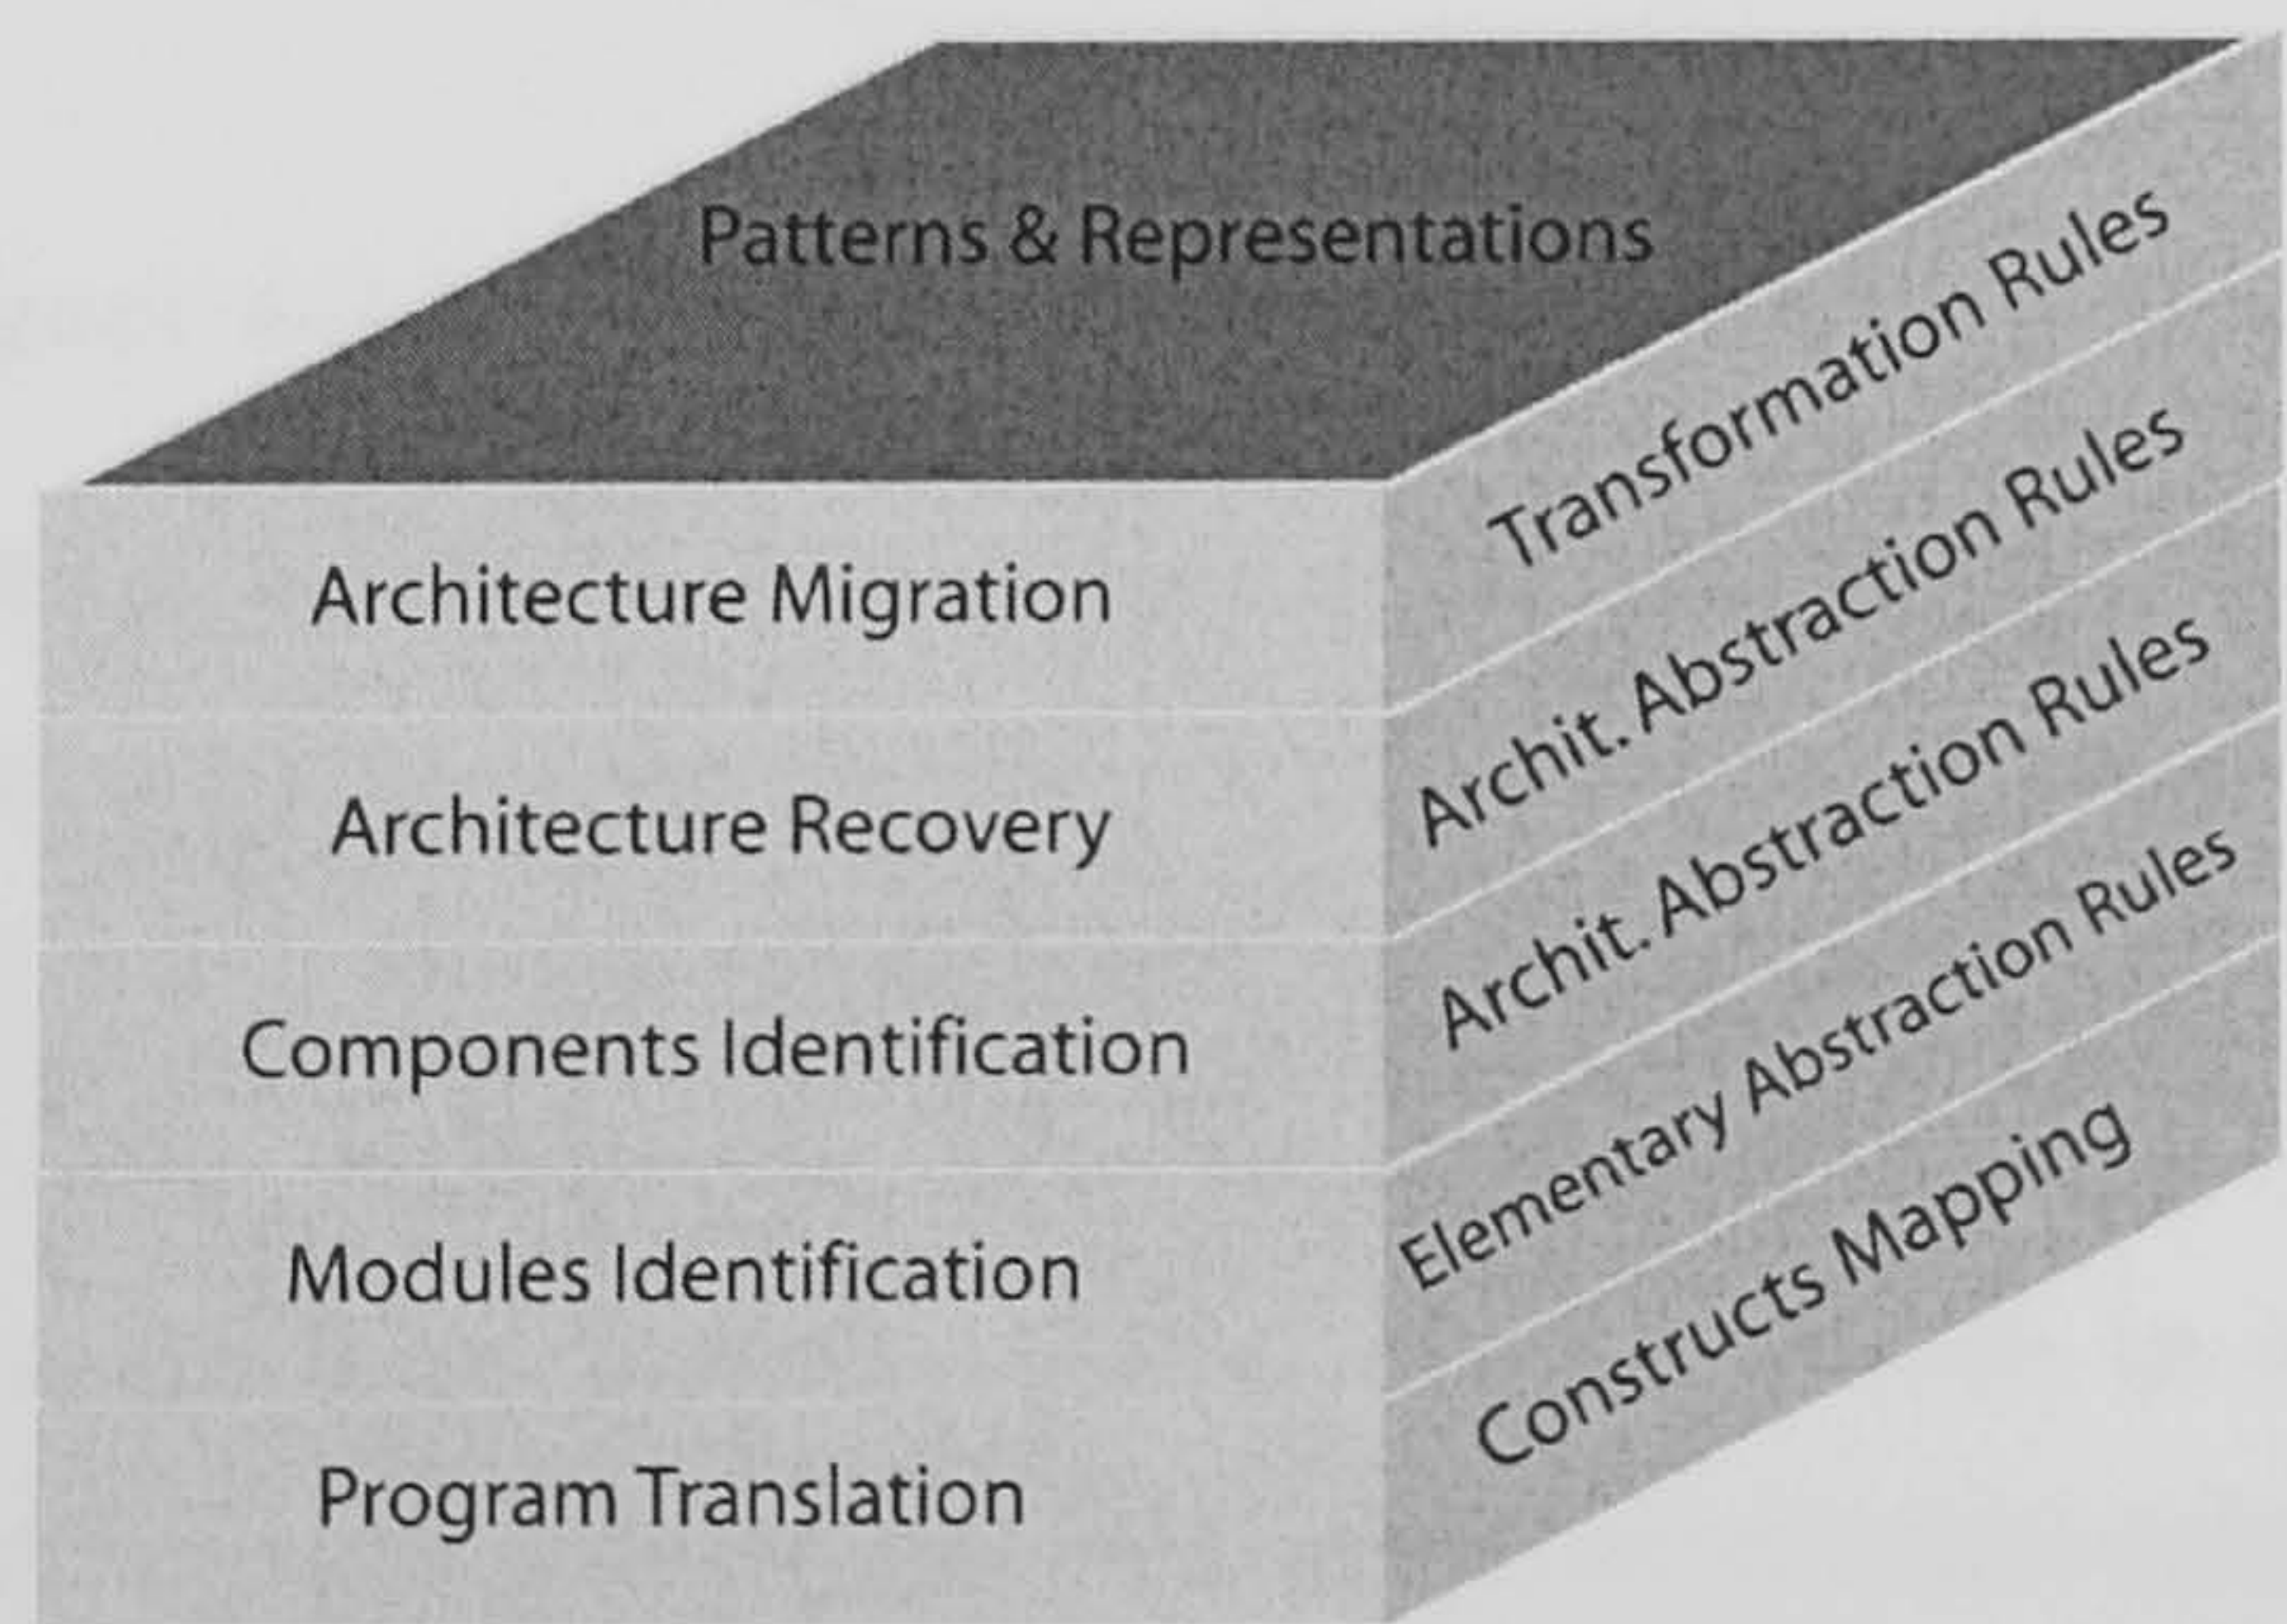 Patterns & Representations
Transformation Rules
Archit. Abstraction Rules
Archit. Abstraction Rules
Elementary Abstraction Rules
Constructs Mapping
Architecture Migration
Architecture Recovery
Components Identification
Modules Identification
Program Translation